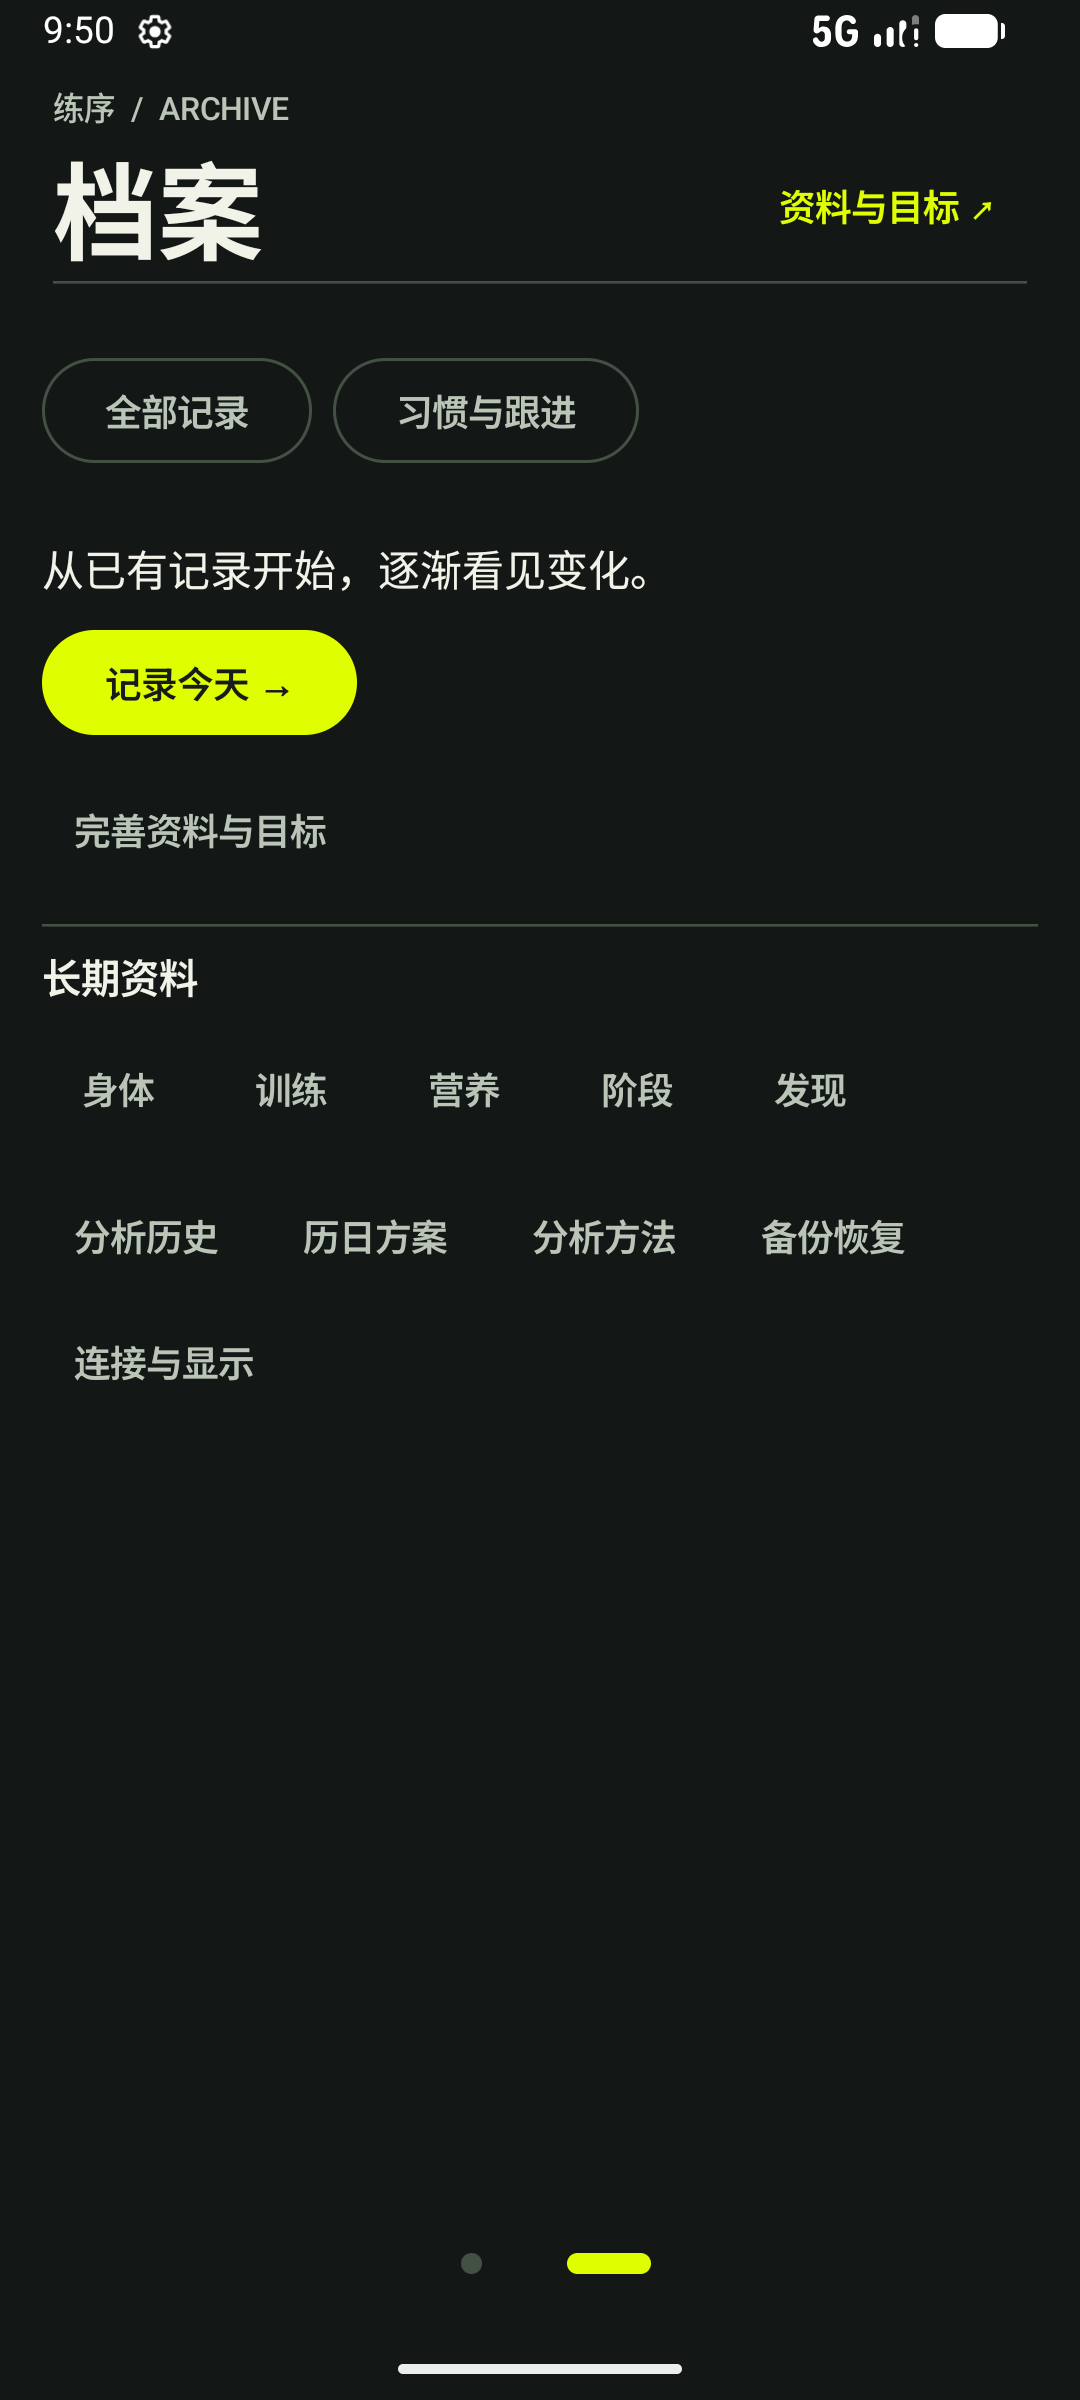 9:50
5G
练序 / ARCHIVE
档案
资料与目标 ↗
全部记录 习惯与跟进
从已有记录开始，逐渐看见变化。
记录今天 →
完善资料与目标
长期资料
身体 训练 营养 阶段 发现
分析历史 历日方案 分析方法 备份恢复
连接与显示